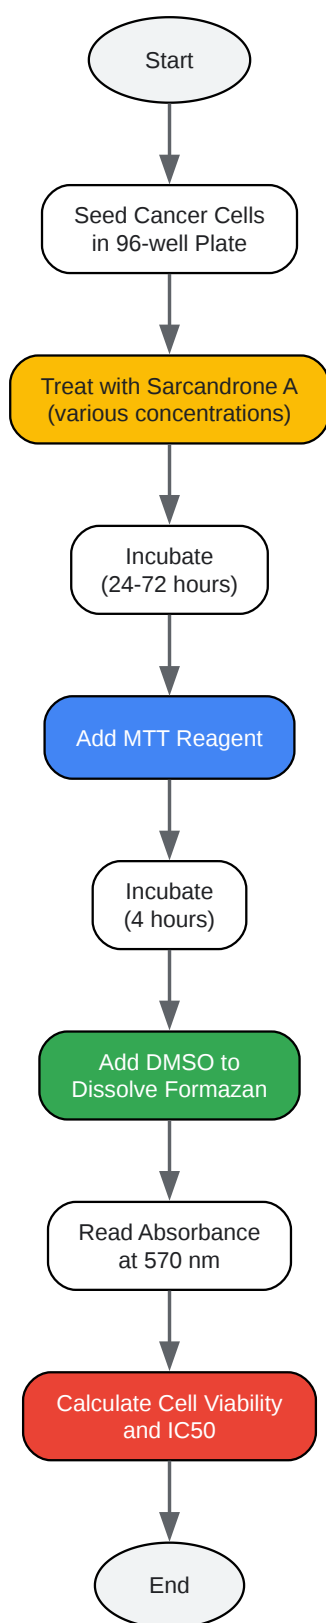 Start
Seed Cancer Cells
in 96-well Plate
Treat with Sarcandrone A
(various concentrations)
Incubate
(24-72 hours)
Add MTT Reagent
Incubate
(4 hours)
Add DMSO to
Dissolve Formazan
Read Absorbance
at 570 nm
Calculate Cell Viability
and IC50
End